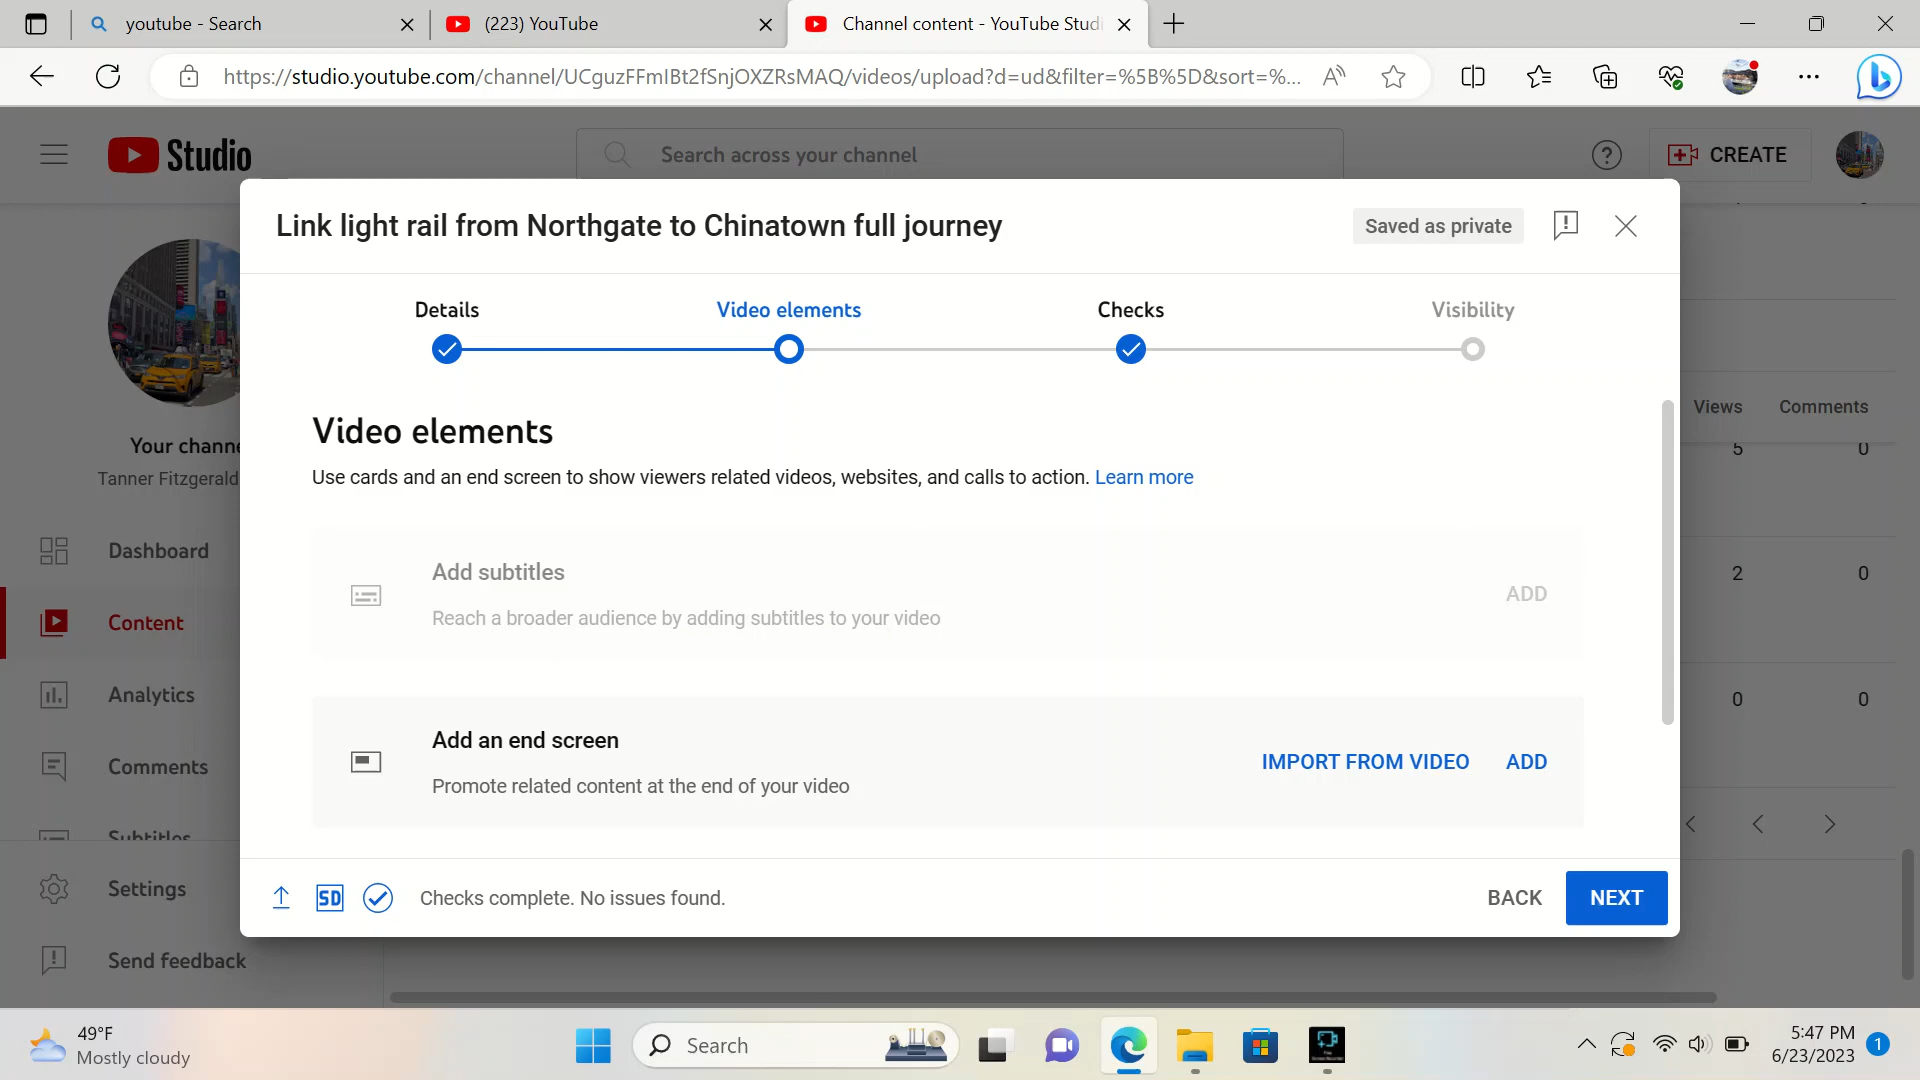 youtube - Search
(223) YouTube
Channel content - YouTube Studi
https://studio.youtube.com/channel/UCguzFFmIBt2fSnjOXZRsMAQ/videos/upload?d=ud&filter=%5B%5D&sort=%...
Studio
Search across your channel
CREATE
Link light rail from Northgate to Chinatown full journey
Saved as private
Details
Video elements
Checks
Visibility
Video elements
Use cards and an end screen to show viewers related videos, websites, and calls to action. Learn more
Add subtitles
Reach a broader audience by adding subtitles to your video
ADD
Add an end screen
Promote related content at the end of your video
IMPORT FROM VIDEO
ADD
SD
Checks complete. No issues found.
BACK
NEXT
Your channe
Tanner Fitzgerald
Dashboard
Content
Analytics
Comments
Subtitles
Settings
Send feedback
Views
Comments
5
0
2
0
0
0
49°F
Mostly cloudy
Search
5:47 PM
6/23/2023
1